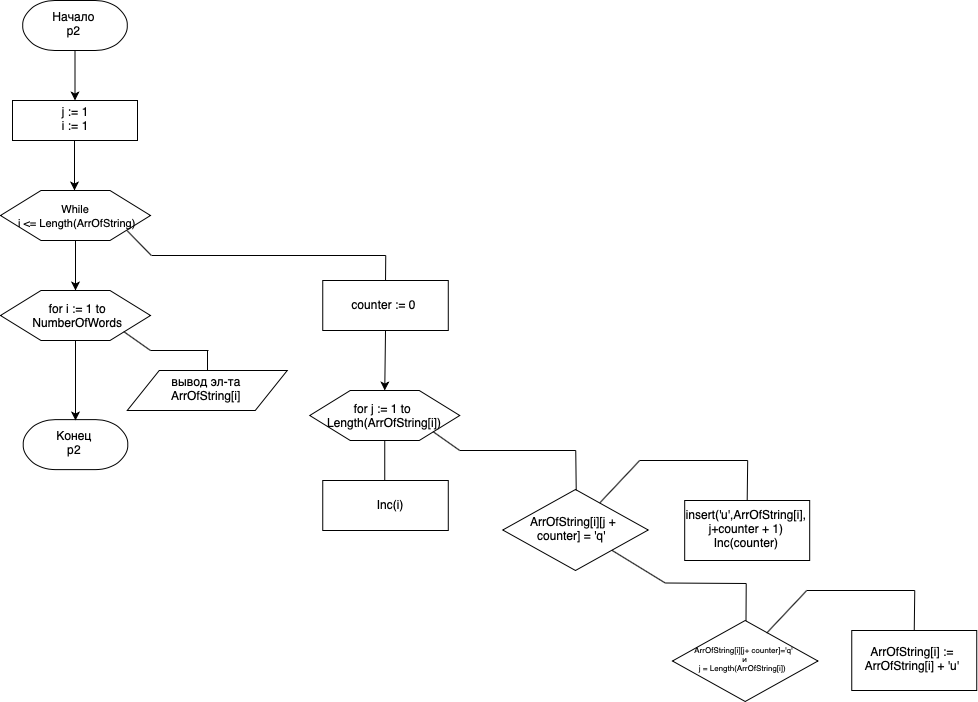 Начало
p2
j := 1
i := 1
While
i <= Length(ArrOfString)
for i := 1 to
NumberOfWords
вывод эл-та
ArrOfString[i]
Конец
p2
counter := 0
for j := 1 to
Length(ArrOfString[i])
Inc(i)
ArrOfString[i][j +
counter] = 'q'
insert('u',ArrOfString[i],
j+counter + 1)
Inc(counter)
ArrOfString[i][j+ counter]='q'
и
j = Length(ArrOfString[i])
ArrOfString[i] :=
ArrOfString[i] + 'u'